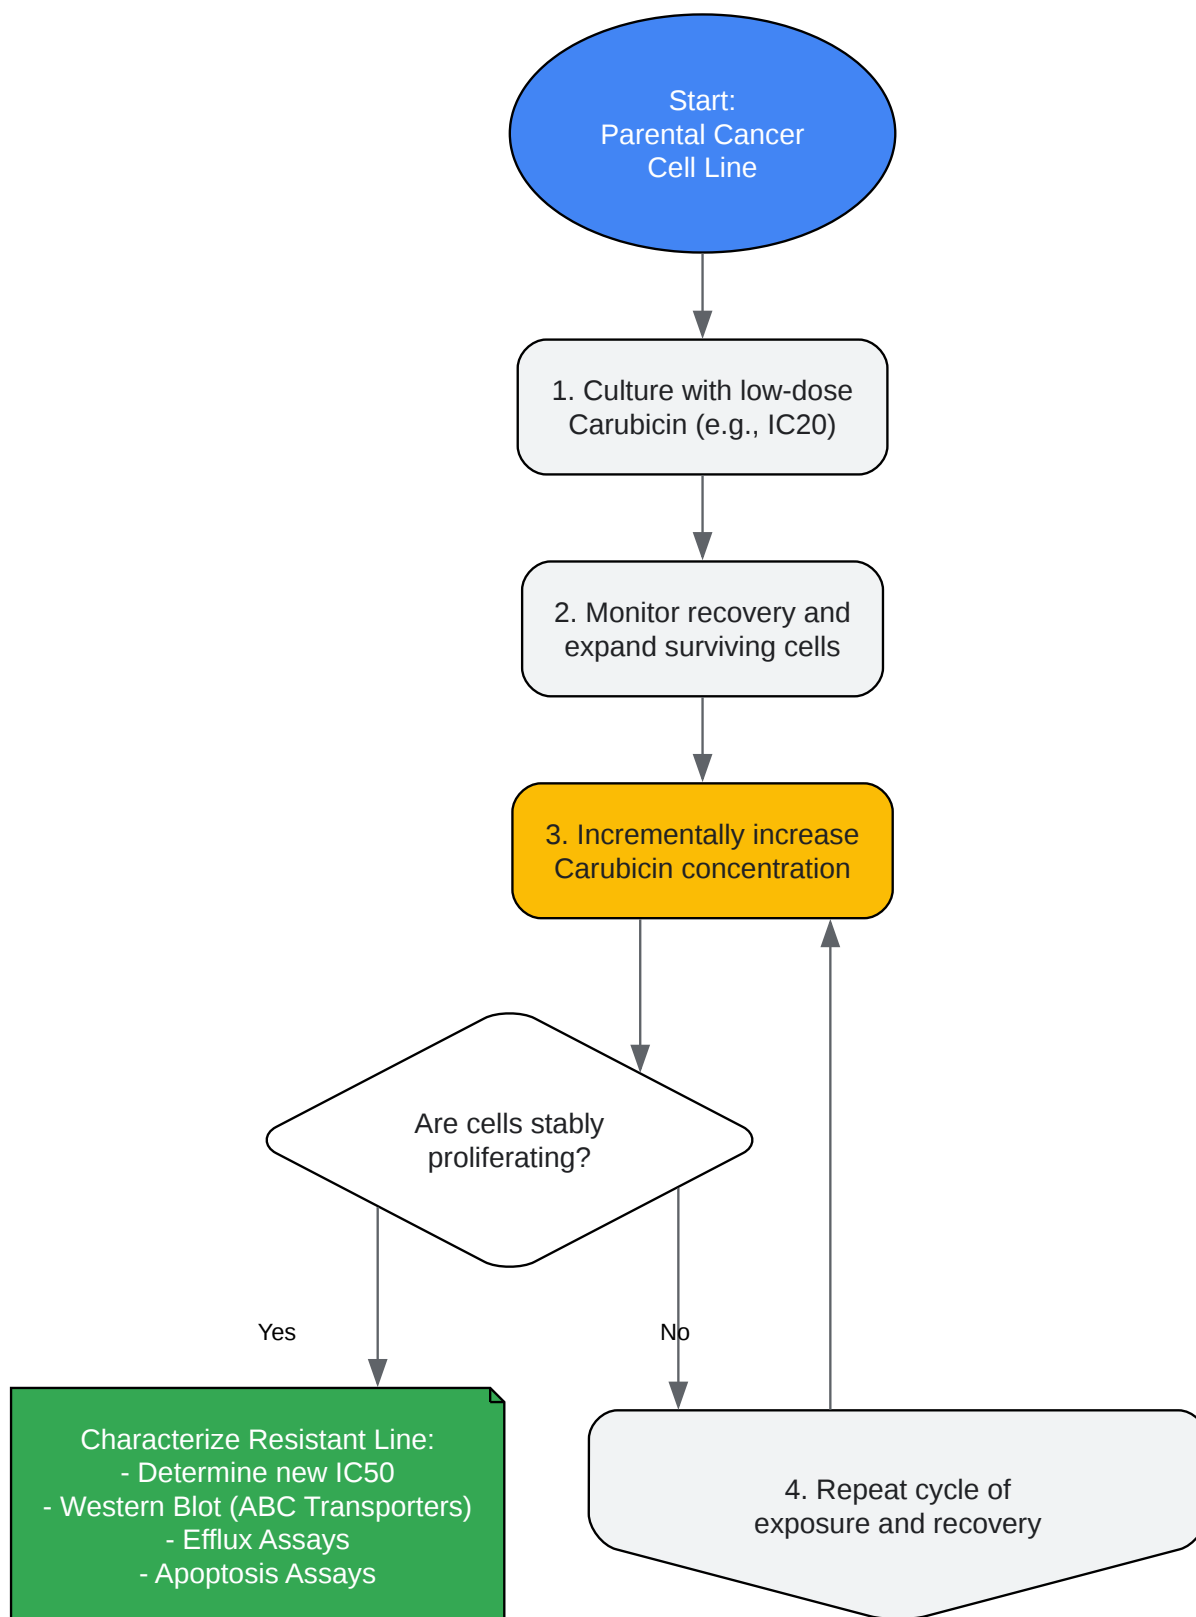 Start:
Parental Cancer
Cell Line
1. Culture with low-dose
Carubicin (e.g., IC20)
2. Monitor recovery and
expand surviving cells
3. Incrementally increase
Carubicin concentration
Are cells stably
proliferating?
Yes
No
Characterize Resistant Line:
- Determine new IC50
- Western Blot (ABC Transporters)
- Efflux Assays
- Apoptosis Assays
4. Repeat cycle of
exposure and recovery